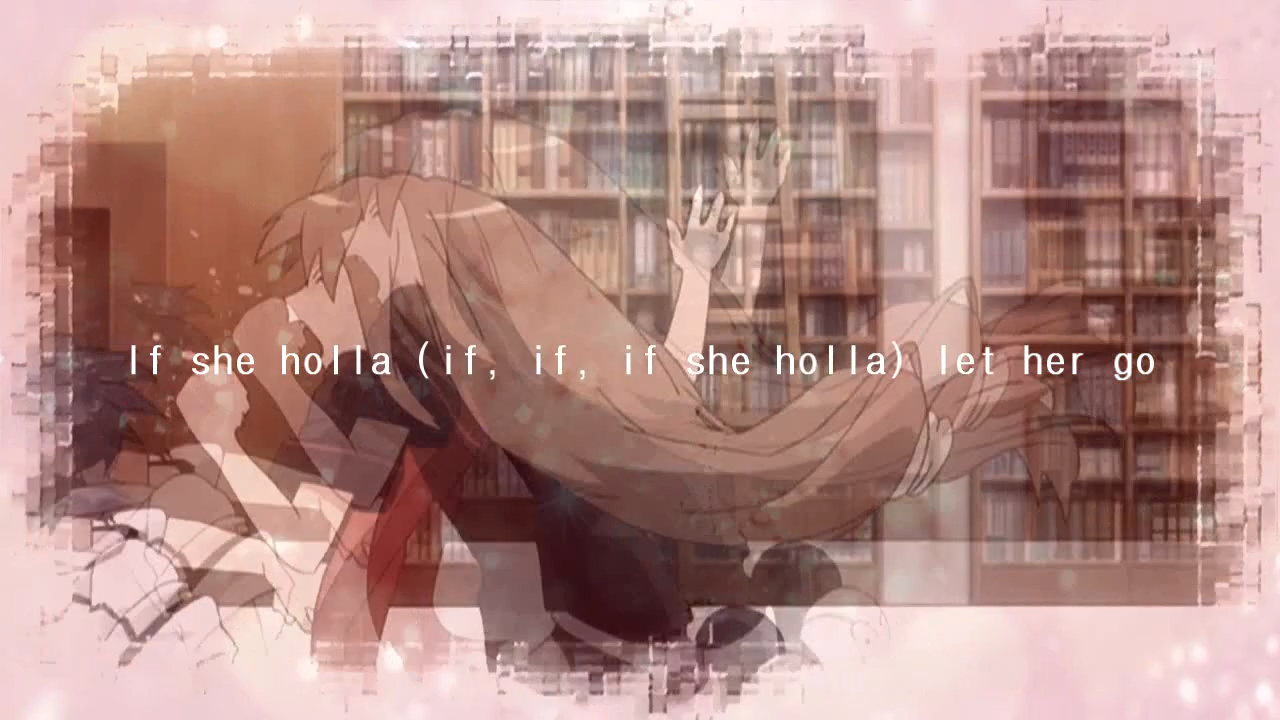 If she holla (if, if, if she holla) let her go